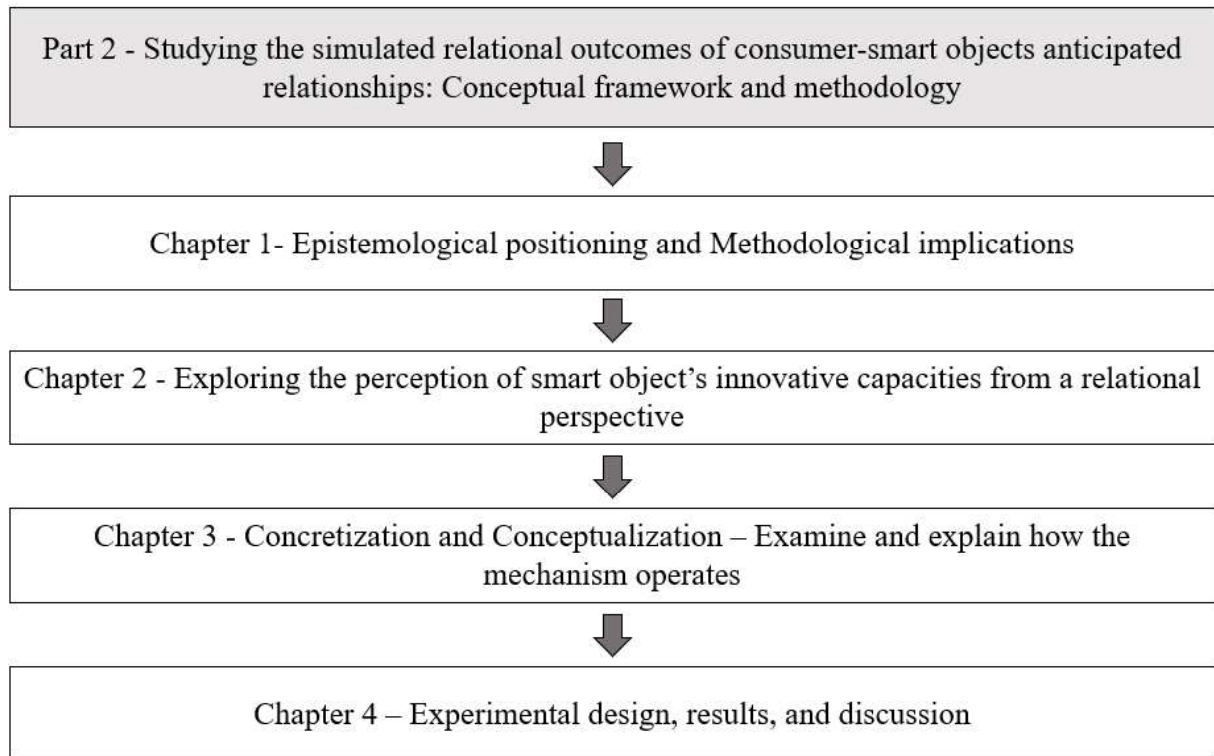 Part 2 - Studying the simulated relational outcomes of consumer-smart objects anticipated
relationships: Conceptual framework and methodology
Chapter 1- Epistemological positioning and Methodological implications
Chapter 2 - Exploring the perception of smart object’s innovative capacities from a relational
perspective
Chapter 3 - Concretization and Conceptualization – Examine and explain how the
mechanism operates
Chapter 4 – Experimental design, results, and discussion